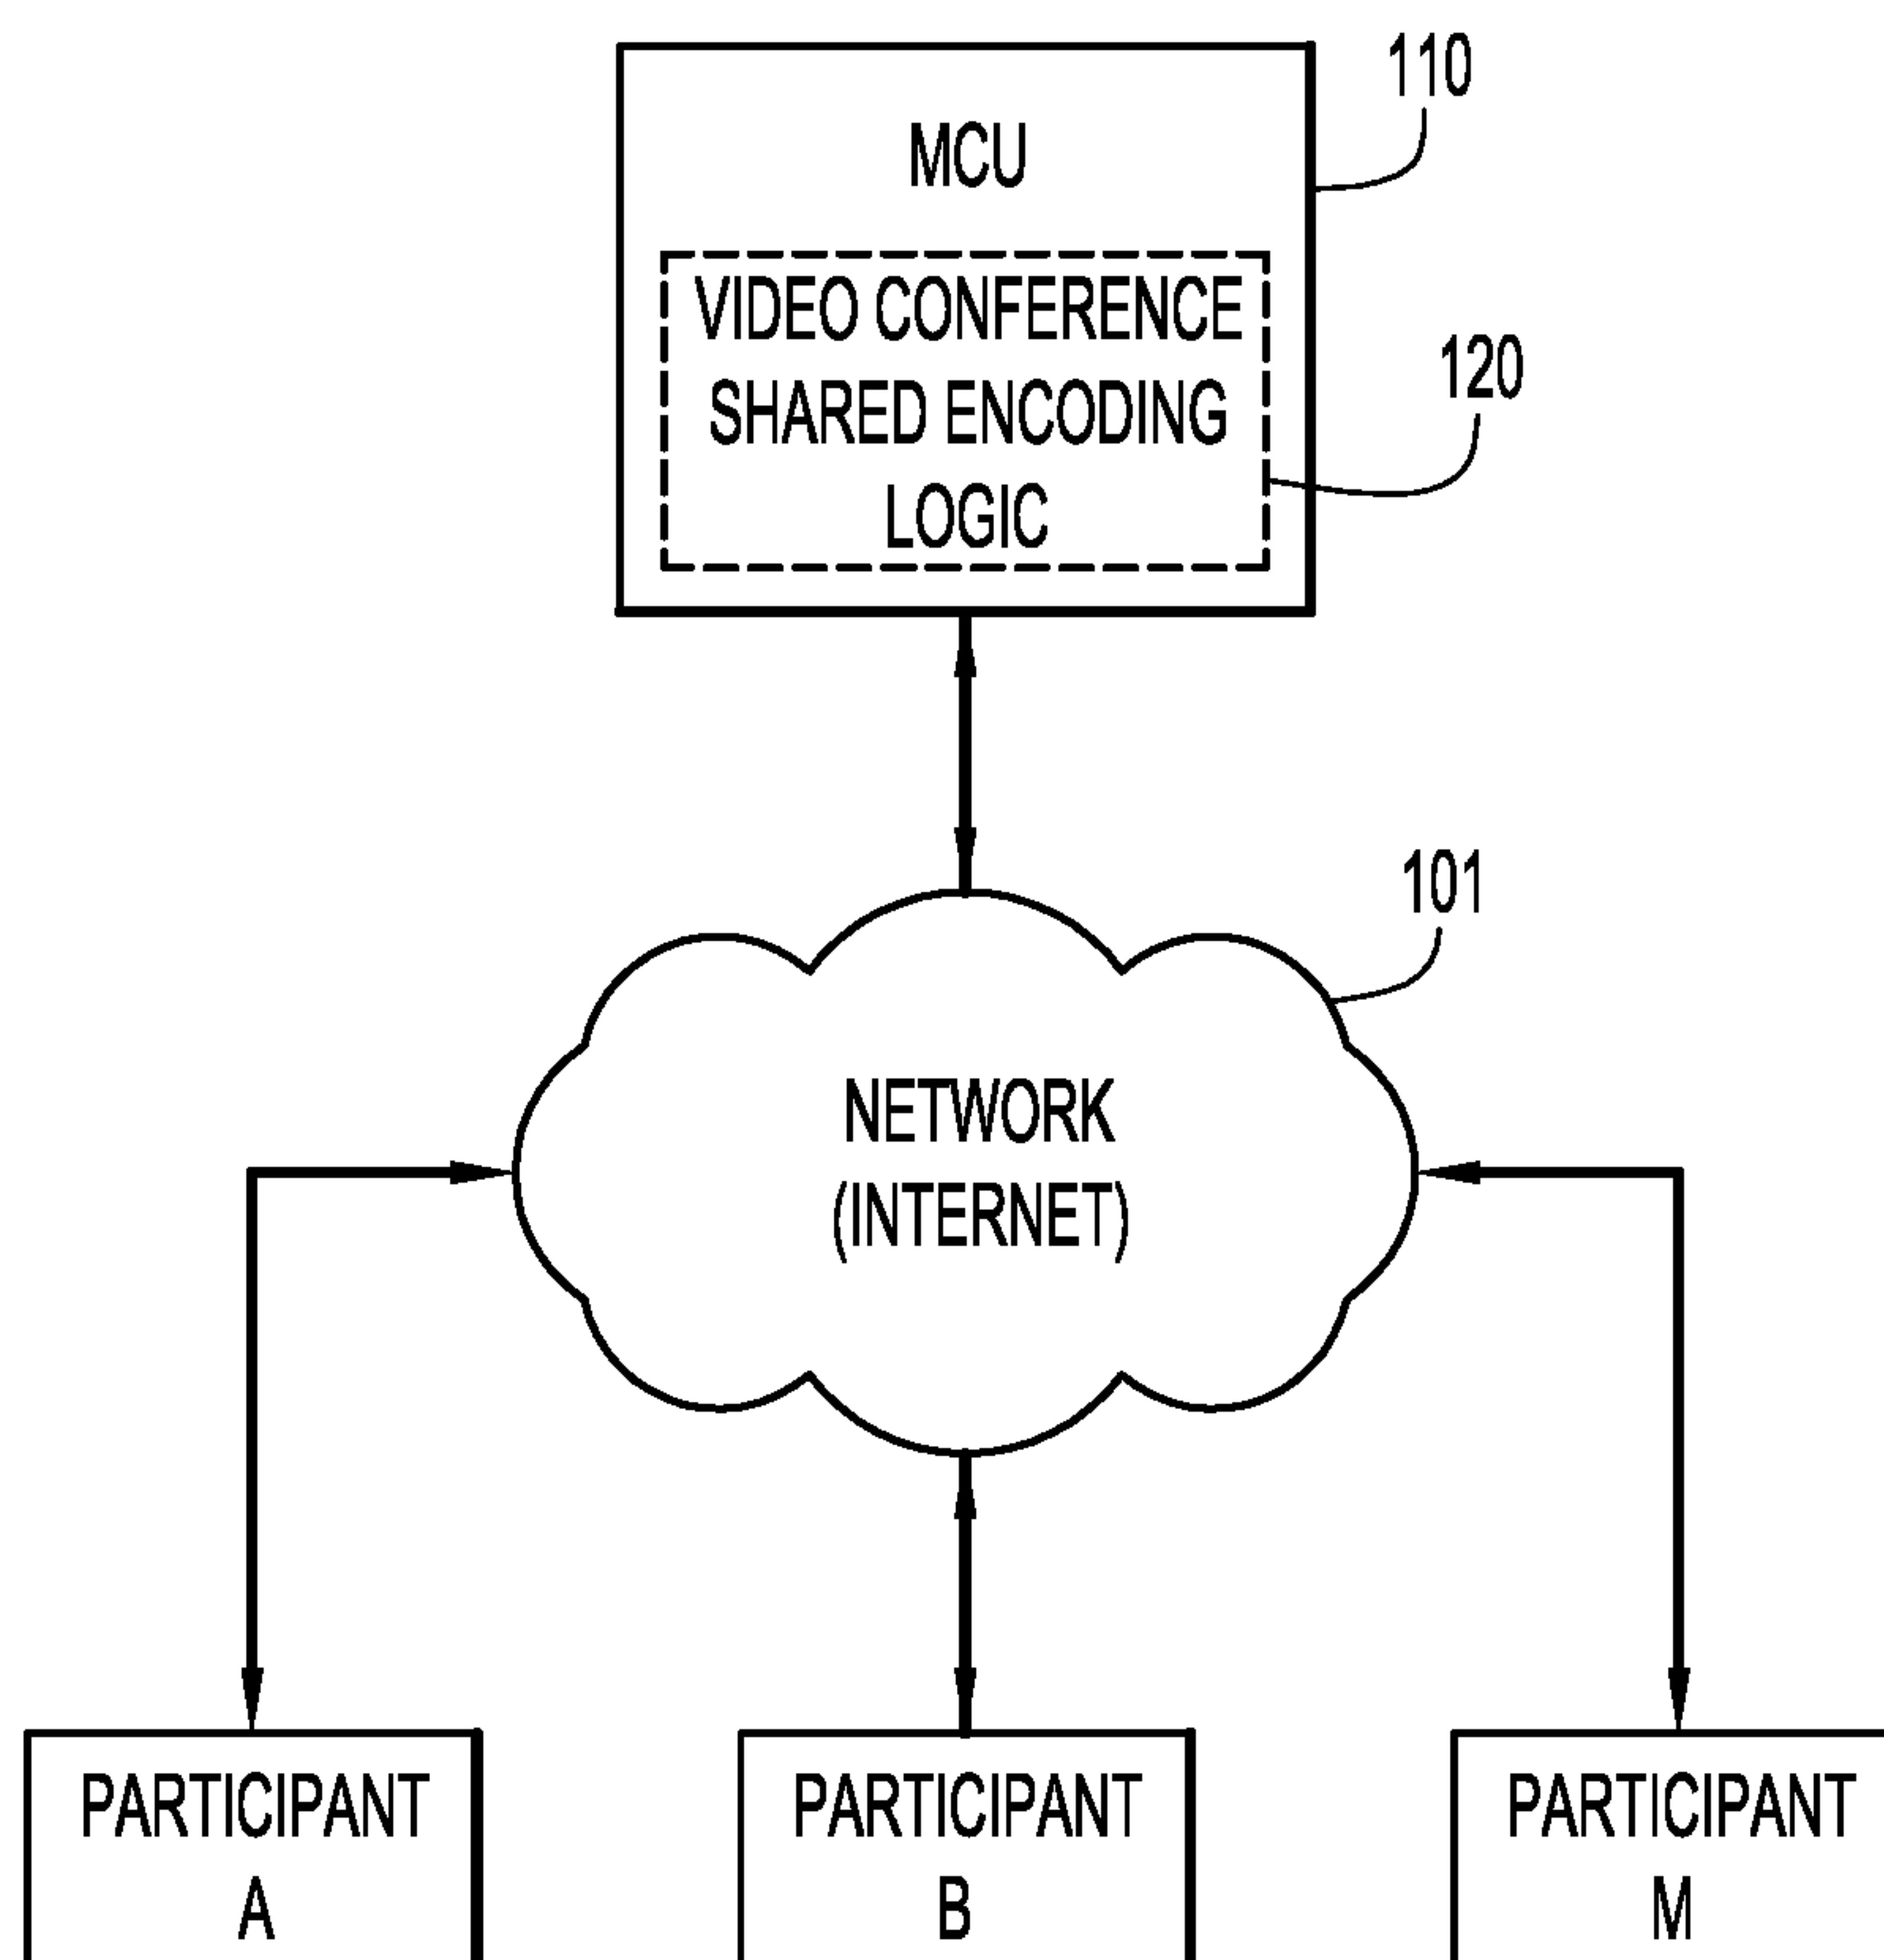 110
MCU
VIDEO CONFERENCE
SHARED ENCODING
LOGIC
120
101
NETWORK
(INTERNET)
PARTICIPANT
A
PARTICIPANT
B
PARTICIPANT
M